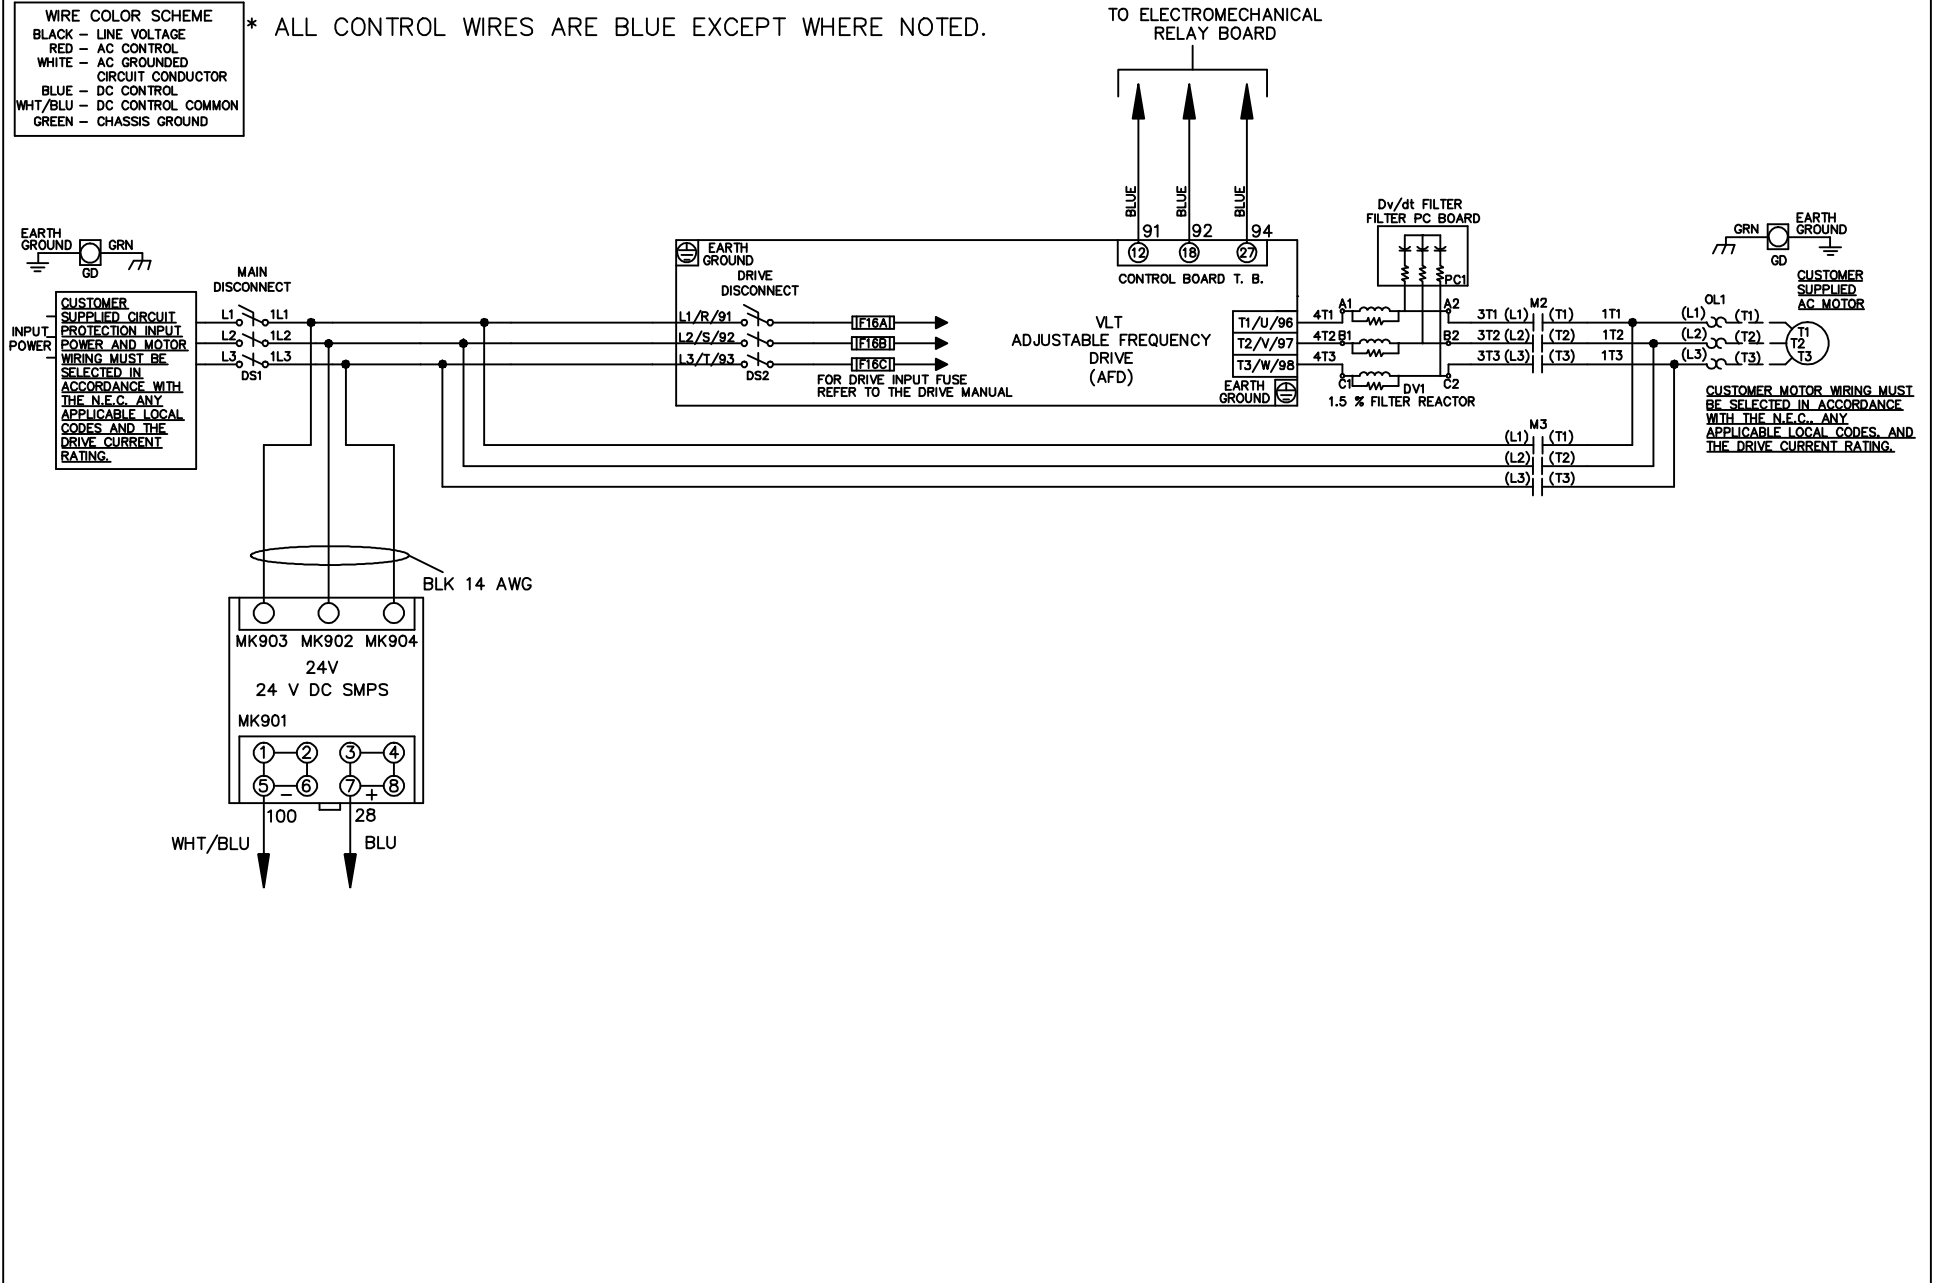 WIRE COLOR SCHEME
BLACK – LINE VOLTAGE
RED – AC CONTROL
WHITE – AC GROUNDED
CIRCUIT CONDUCTOR
BLUE – DC CONTROL
WHT/BLU – DC CONTROL COMMON
GREEN – CHASSIS GROUND
* ALL CONTROL WIRES ARE BLUE EXCEPT WHERE NOTED.
TO ELECTROMECHANICAL
RELAY BOARD
BLUE
BLUE
BLUE
91
92
94
12
18
27
CONTROL BOARD T. B.
EARTH
GROUND
GRN
GD
INPUT
POWER
CUSTOMER
SUPPLIED CIRCUIT
PROTECTION INPUT
POWER AND MOTOR
WIRING MUST BE
SELECTED IN
ACCORDANCE WITH
THE N.E.C. ANY
APPLICABLE LOCAL
CODES AND THE
DRIVE CURRENT
RATING.
MAIN
DISCONNECT
L1 1L1
L2 1L2
L3 1L3
DS1
EARTH
GROUND
DRIVE
DISCONNECT
L1/R/91
L2/S/92
L3/T/93
DS2
F16A
F16B
F16C
FOR DRIVE INPUT FUSE
REFER TO THE DRIVE MANUAL
VLT
ADJUSTABLE FREQUENCY
DRIVE
(AFD)
T1/U/96
T2/V/97
T3/W/98
EARTH
GROUND
Dv/dt FILTER
FILTER PC BOARD
PC1
4T1 A1 A2
4T2 B1 B2
4T3
C1 DV1 C2
1.5 % FILTER REACTOR
M2
3T1 (L1) (T1) 1T1
3T2 (L2) (T2) 1T2
3T3 (L3) (T3) 1T3
M3
(L1) (T1)
(L2) (T2)
(L3) (T3)
OL1
(L1) (T1)
(L2) (T2)
(L3) (T3)
T1
T2
T3
GRN
EARTH
GROUND
GD
CUSTOMER
SUPPLIED
AC MOTOR
CUSTOMER MOTOR WIRING MUST
BE SELECTED IN ACCORDANCE
WITH THE N.E.C., ANY
APPLICABLE LOCAL CODES, AND
THE DRIVE CURRENT RATING.
BLK 14 AWG
MK903 MK902 MK904
24V
24 V DC SMPS
MK901
1 2 3 4
5 6 7 8
– +
100 28
WHT/BLU BLU